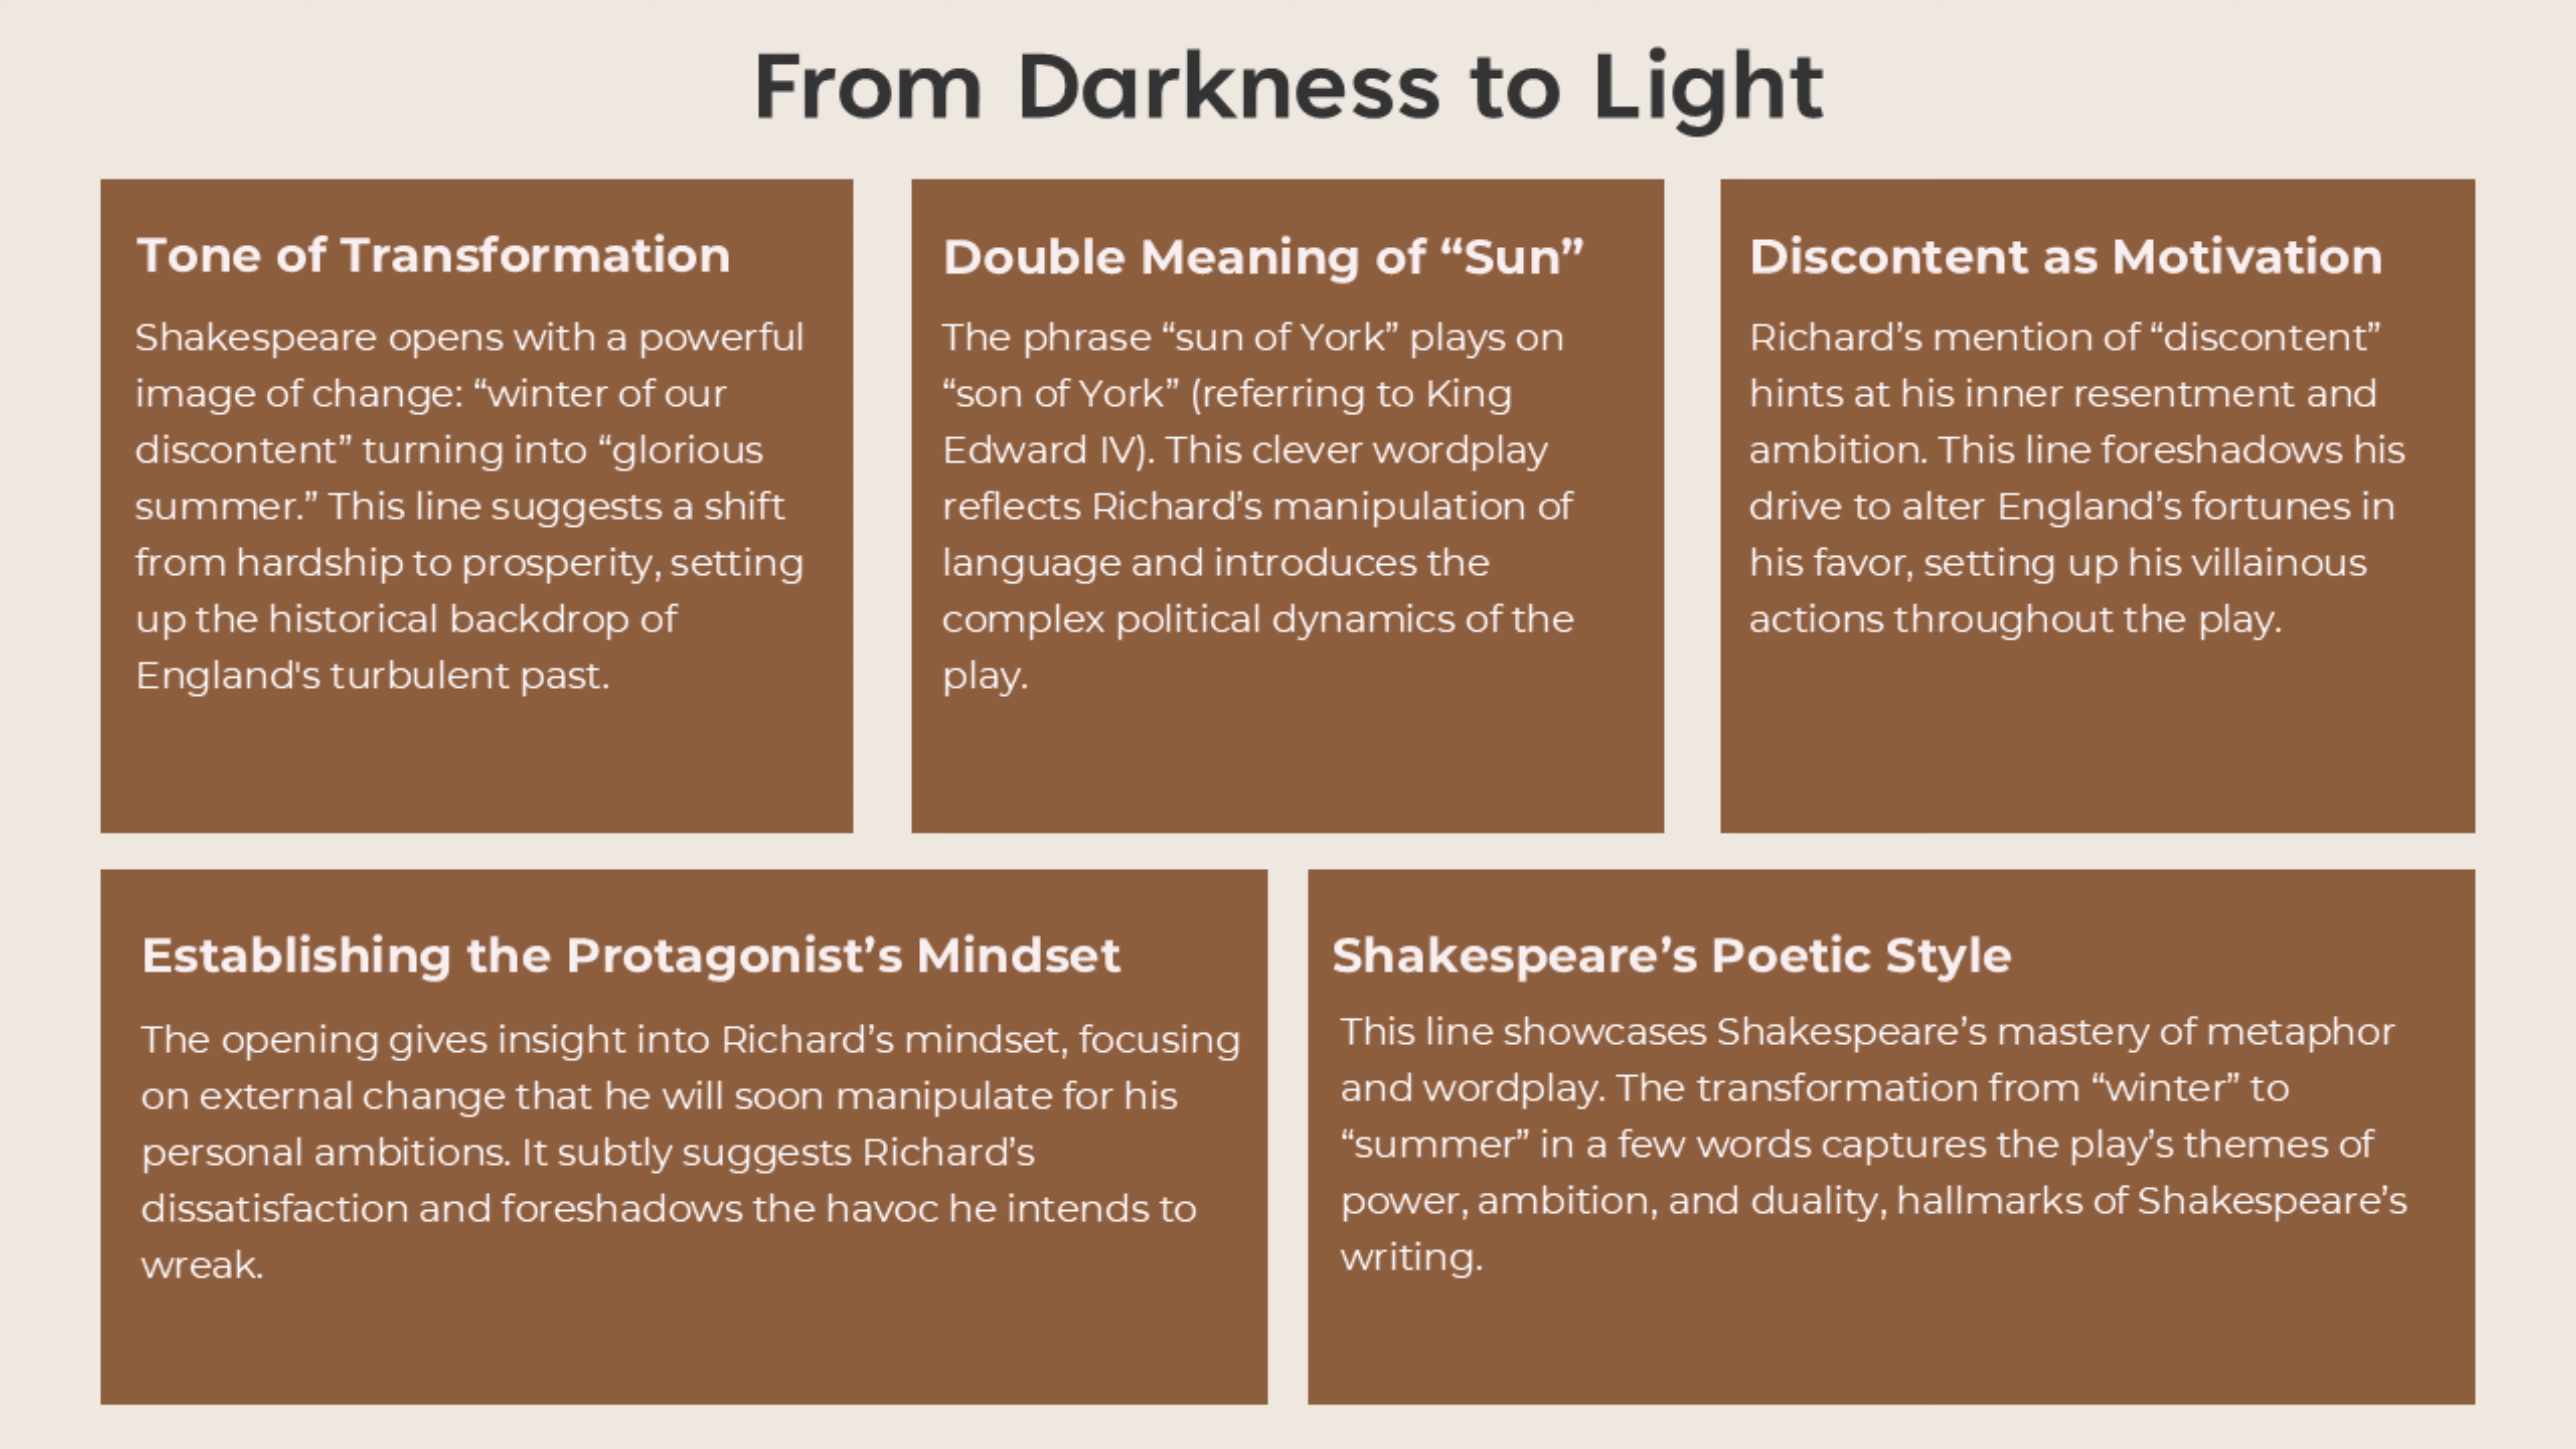 From Darkness to Light
Tone of Transformation
Shakespeare opens with a powerful
image of change: “winter of our
discontent” turning into “glorious
summer.” This line suggests a shift
from hardship to prosperity, setting
up the historical backdrop of
England's turbulent past.
Double Meaning of “Sun”
The phrase “sun of York” plays on
“son of York” (referring to King
Edward IV). This clever wordplay
reflects Richard’s manipulation of
language and introduces the
complex political dynamics of the
play.
Discontent as Motivation
Richard’s mention of “discontent”
hints at his inner resentment and
ambition. This line foreshadows his
drive to alter England’s fortunes in
his favor, setting up his villainous
actions throughout the play.
Establishing the Protagonist’s Mindset
The opening gives insight into Richard’s mindset, focusing
on external change that he will soon manipulate for his
personal ambitions. It subtly suggests Richard’s
dissatisfaction and foreshadows the havoc he intends to
wreak.
Shakespeare’s Poetic Style
This line showcases Shakespeare’s mastery of metaphor
and wordplay. The transformation from “winter” to
“summer” in a few words captures the play’s themes of
power, ambition, and duality, hallmarks of Shakespeare’s
writing.